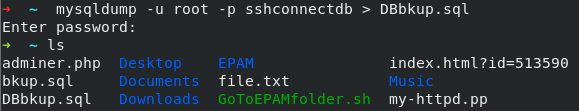 ➜  ~ mysqldump -u root -p sshconnectdb > DBbkup.sql
Enter password:
➜  ~ ls
adminer.php  Desktop    EPAM              index.html?id=513590
bkup.sql     Documents  file.txt          Music
DBbkup.sql   Downloads  GoToEPAMfolder.sh my-httpd.pp